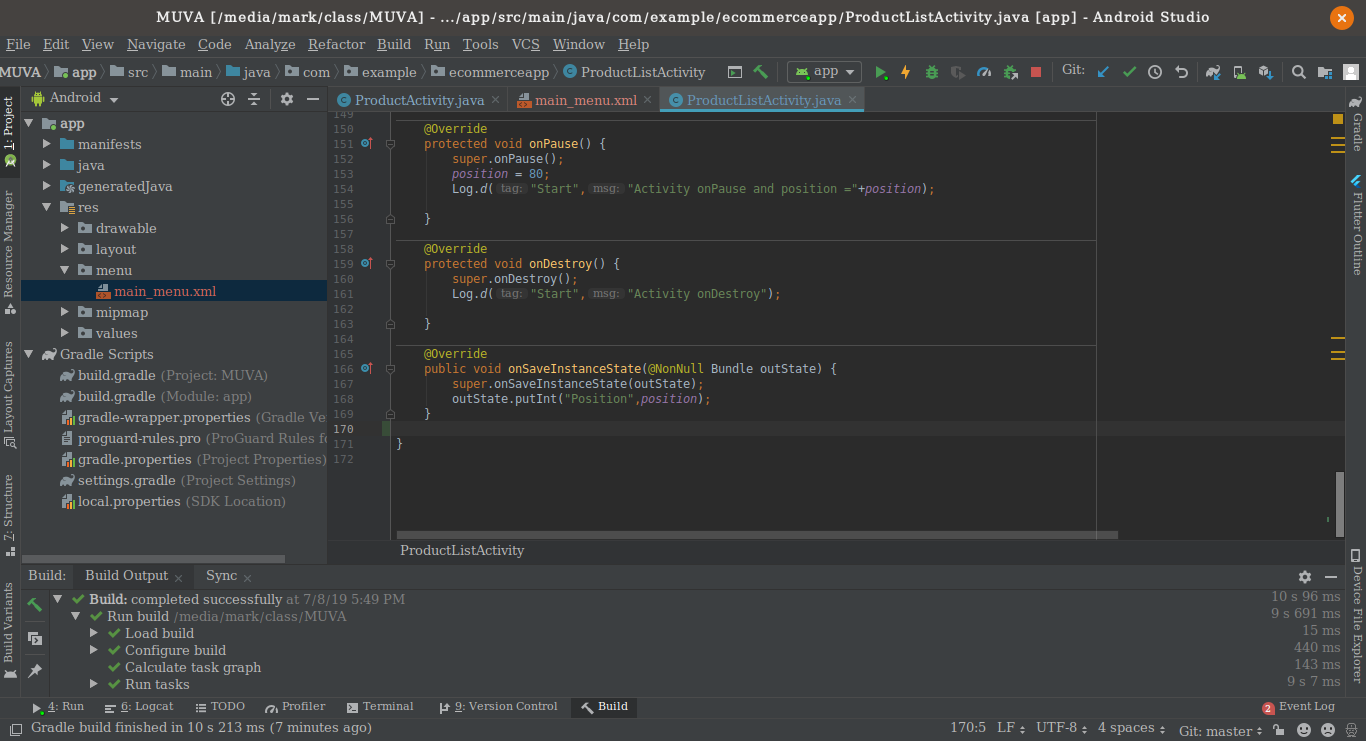 MUVA [/media/mark/class/MUVA] - .../app/src/main/java/com/example/ecommerceapp/ProductListActivity.java [app] - Android Studio
File Edit View Navigate Code Analyze Refactor Build Run Tools VCS Window Help
MUVA app src main java com example ecommerceapp ProductListActivity app Git:
Android
ProductActivity.java main_menu.xml ProductListActivity.java
1: Project
Resource Manager
Layout Captures
7: Structure
Build Variants
app
manifests
java
generatedJava
res
drawable
layout
menu
main_menu.xml
mipmap
values
Gradle Scripts
build.gradle (Project: MUVA)
build.gradle (Module: app)
gradle-wrapper.properties (Gradle Ve
proguard-rules.pro (ProGuard Rules fo
gradle.properties (Project Properties)
settings.gradle (Project Settings)
local.properties (SDK Location)
149
150 @Override
151 protected void onPause() {
152 super.onPause();
153 position = 80;
154 Log.d( tag: "Start", msg: "Activity onPause and position ="+position);
155
156 }
157
158 @Override
159 protected void onDestroy() {
160 super.onDestroy();
161 Log.d( tag: "Start", msg: "Activity onDestroy");
162
163 }
164
165 @Override
166 public void onSaveInstanceState(@NonNull Bundle outState) {
167 super.onSaveInstanceState(outState);
168 outState.putInt("Position",position);
169 }
170
171 }
172
ProductListActivity
Gradle
Flutter Outline
Device File Explorer
Build: Build Output Sync
Build: completed successfully at 7/8/19 5:49 PM 10 s 96 ms
Run build /media/mark/class/MUVA 9 s 691 ms
Load build 15 ms
Configure build 440 ms
Calculate task graph 143 ms
Run tasks 9 s 7 ms
4: Run 6: Logcat TODO Profiler Terminal 9: Version Control Build 2 Event Log
Gradle build finished in 10 s 213 ms (7 minutes ago) 170:5 LF UTF-8 4 spaces Git: master